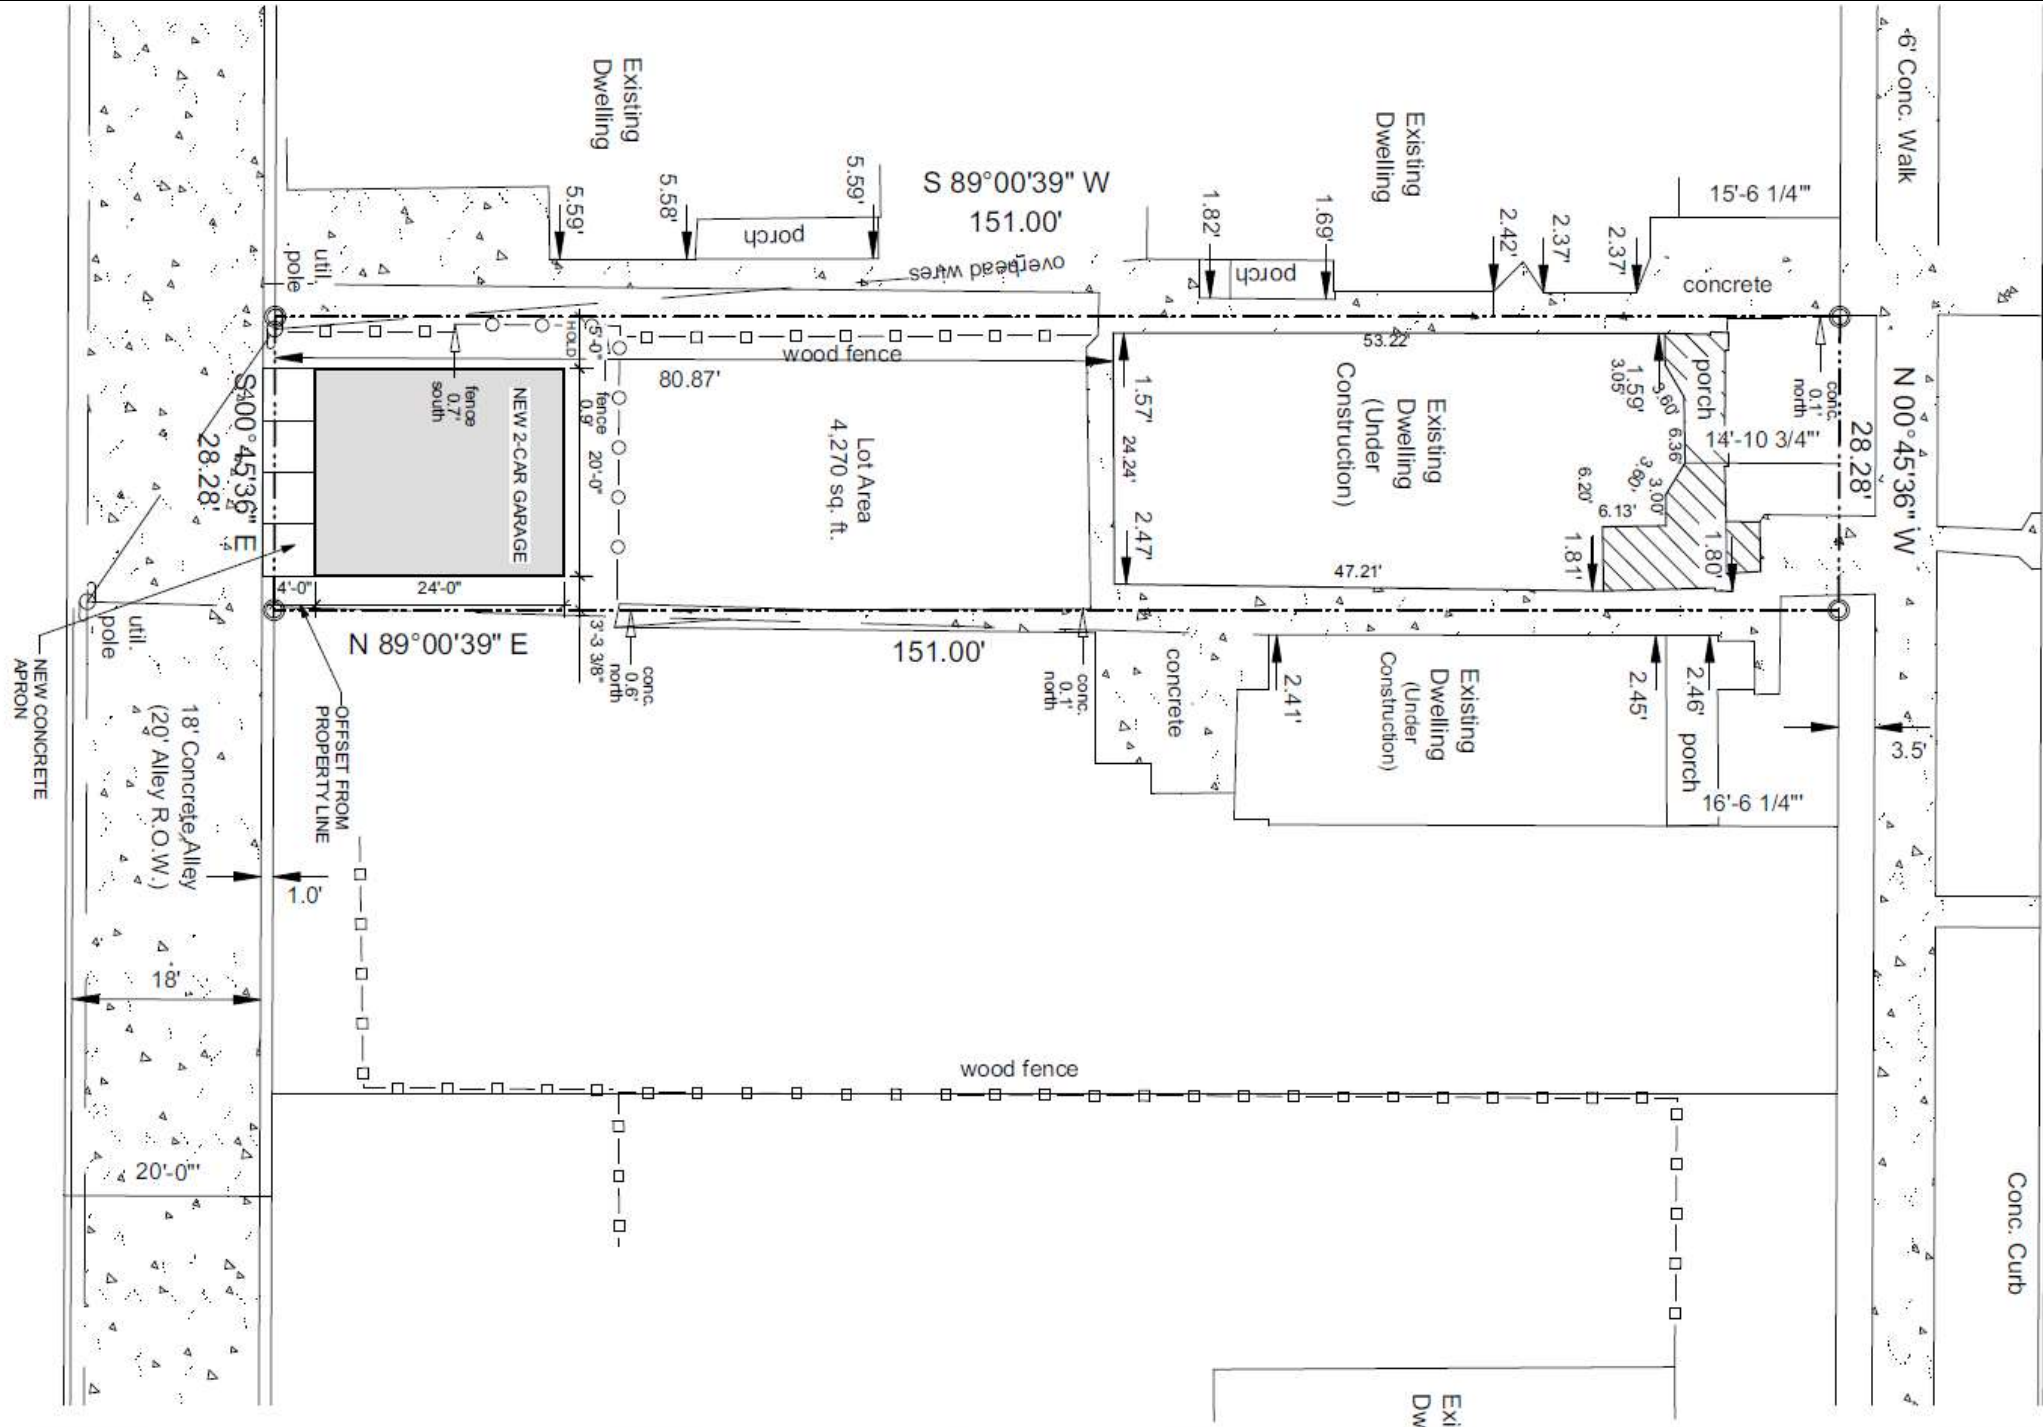 6' Conc. Walk
Existing
Dwelling
Existing
Dwelling
S 89°00'39" W
151.00'
15'-6 1/4"'
5.59'
5.58'
5.59'
porch
1.82'
1.69'
porch
2.42'
2.37'
2.37'
concrete
util.
pole
overhead wires
HOLD
5'-0"
wood fence
53.22'
80.87'
fence
0.7'
south
NEW 2-CAR GARAGE
fence
0.9'
20'-0"
Lot Area
4,270 sq. ft.
1.57'
24.24'
2.47'
Existing
Dwelling
(Under
Construction)
1.59'
3.05'
3.60'
6.36'
porch
14'-10 3/4"'
conc.
0.1'
north
28.28'
N 00°45'36" W
S 00°45'36" E
28.28'
6.20'
3.00'
6.13'
1.81'
1.80'
47.21'
4'-0"
24'-0"
N 89°00'39" E
3'-3 3/8"
conc.
0.6'
north
151.00'
conc.
0.1'
north
concrete
2.41'
Existing
Dwelling
(Under
Construction)
2.45'
2.46'
porch
3.5'
16'-6 1/4"'
util.
pole
NEW CONCRETE
APRON
OFFSET FROM
PROPERTY LINE
18' Concrete Alley
(20' Alley R.O.W.)
1.0'
18'
wood fence
20'-0"'
Conc. Curb
Exi
Dw